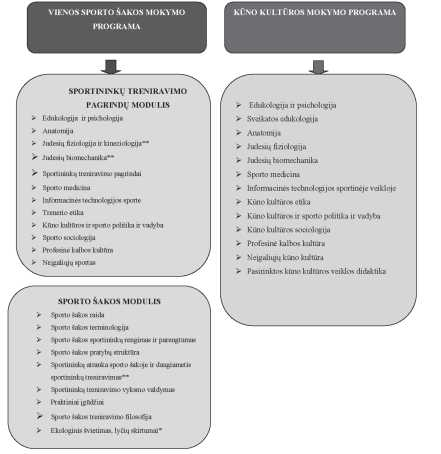 VIENOS SPORTO ŠAKOS MOKYMO
PROGRAMA
SPORTININKŲ TRENIRAVIMO
PAGRINDŲ MODULIS
Edukologija ir psichologija
Anatomija
Judesių fiziologija ir kineziologija**
Judesių biomechanika**
Sportininkų treniravimo pagrindai
Sporto medicina
Informacinės technologijos sporte
Trenerio etika
Kūno kultūros ir sporto politika ir vadyba
Sporto sociologija
Profesinė kalbos kultūra
Neįgaliųjų sportas
SPORTO ŠAKOS MODULIS
Sporto šakos raida
Sporto šakos terminologija
Sporto šakos sportininkų rengimas ir parengtumas
Sporto šakos pratybų struktūra
Sportininkų atranka sporto šakoje ir daugiametis
sportininkų treniravimas**
Sportininkų treniravimo vyksmo valdymas
Praktiniai įgūdžiai
Sporto šakos treniravimo filosofija
Ekologinis švietimas, lyčių skirtumai*
KŪNO KULTŪROS MOKYMO PROGRAMA
Edukologija ir psichologija
Sveikatos edukologija
Anatomija
Judesių fiziologija
Judesių biomechanika
Sporto medicina
Informacinės technologijos sportinėje veikloje
Kūno kultūros etika
Kūno kultūros ir sporto politika ir vadyba
Kūno kultūros sociologija
Profesinė kalbos kultūra
Neįgaliųjų kūno kultūra
Pasirinktos kūno kultūros veiklos didaktika